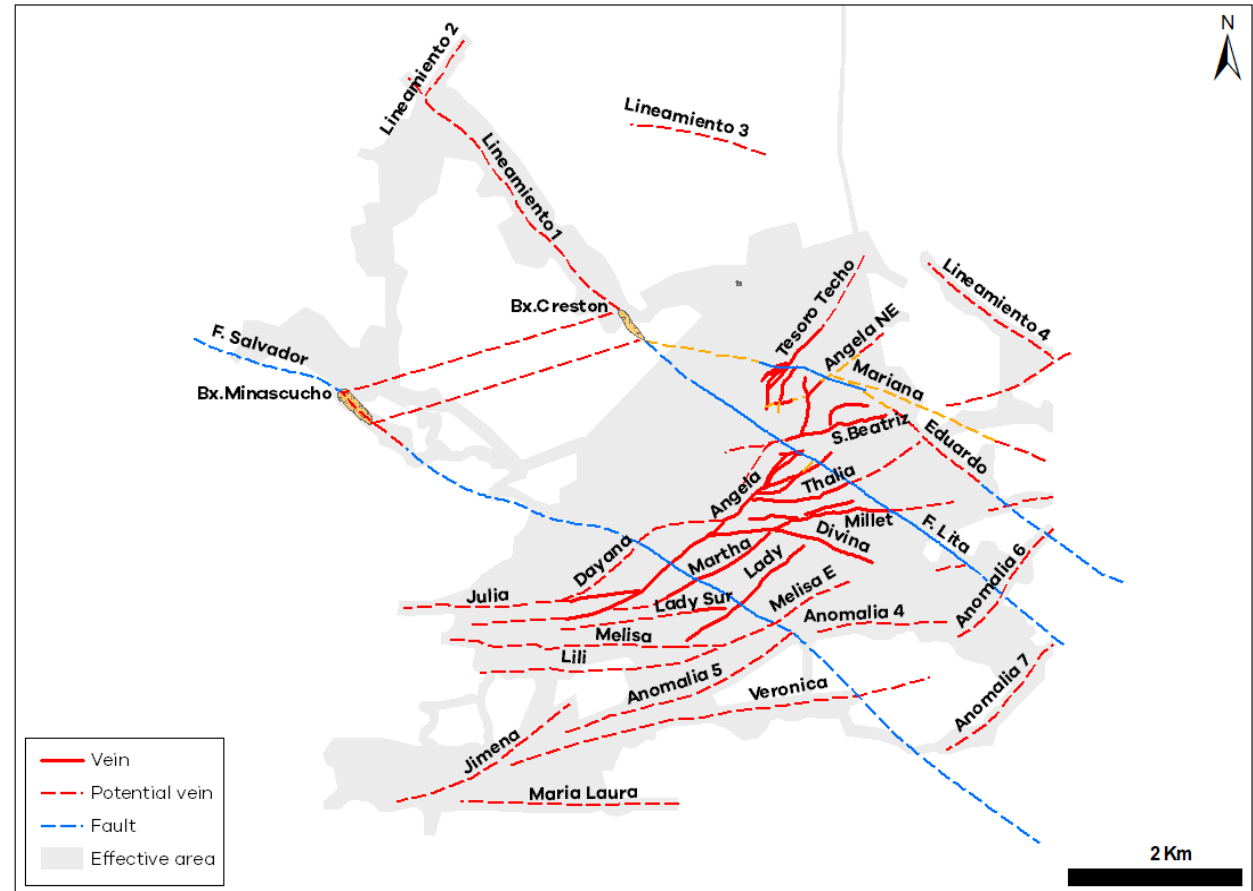 N
Lineamiento 2
Lineamiento 3
Lineamiento 1
Tesoro Techo
Lineamiento 4
Bx.Creston
Angela NE
F. Salvador
Mariana
Bx.Minascucho
S.Beatriz
Eduardo
Thalia
Angela
Millet
Divina
F. Lita
Dayana
Martha
Lady
Anomalia 6
Julia
Lady Sur
Melisa E
Anomalia 4
Melisa
Lili
Anomalia 5
Veronica
Anomalia 7
Jimena
Maria Laura
Vein
Potential vein
Fault
Effective area
2 Km